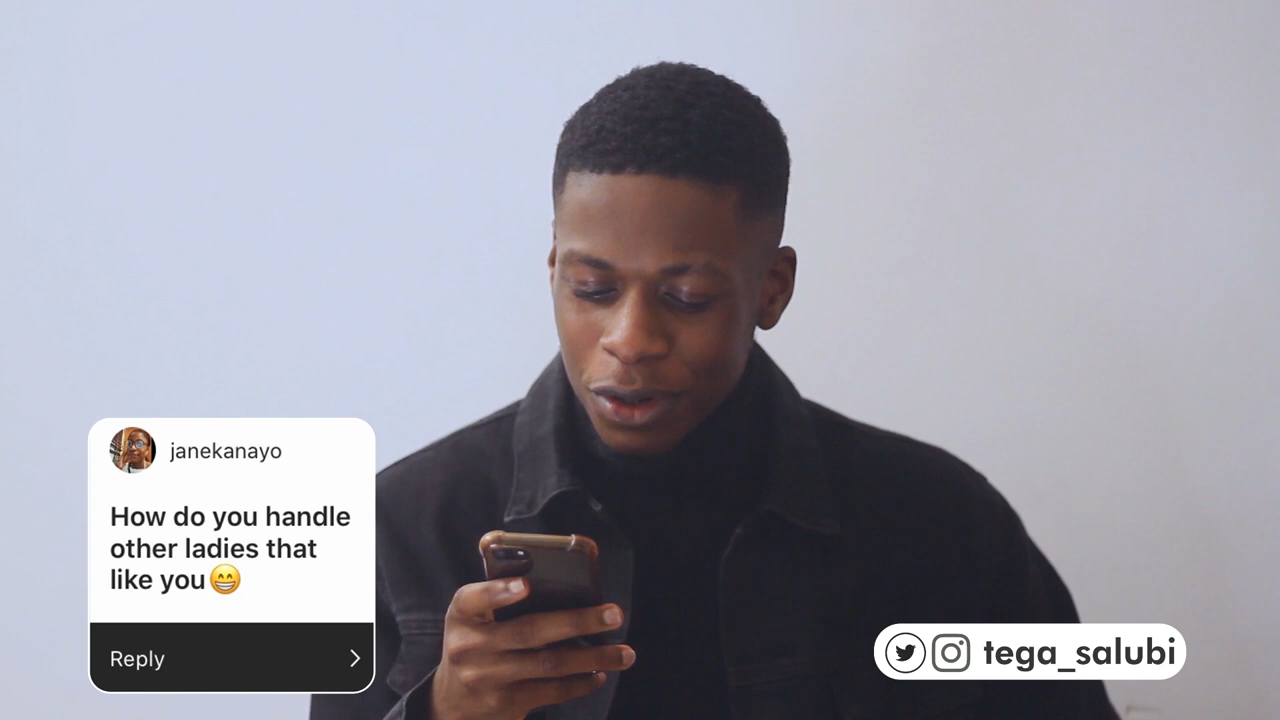 janekanayo
How do you handle
other ladies that
like you😁
Reply
tega_salubi